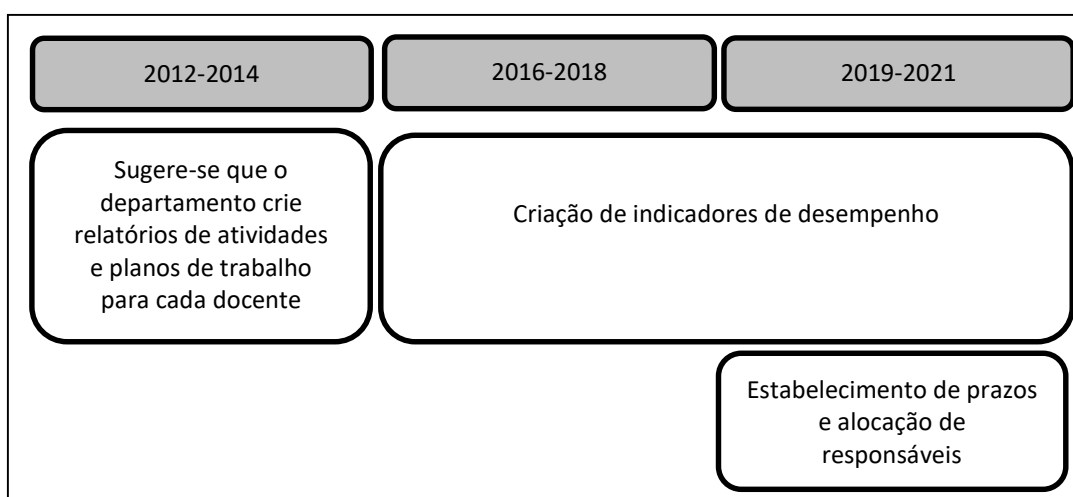 2012-2014
2016-2018
2019-2021
Sugere-se que o
departamento crie
relatórios de atividades
e planos de trabalho
para cada docente
Criação de indicadores de desempenho
Estabelecimento de prazos
e alocação de
responsáveis